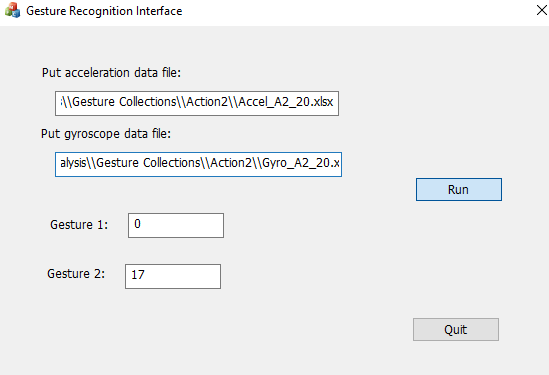 Gesture Recognition Interface
Put acceleration data file:
:\\Gesture Collections\\Action2\\Accel_A2_20.xlsx
Put gyroscope data file:
alysis\\Gesture Collections\\Action2\\Gyro_A2_20.x
Run
Gesture 1: 0
Gesture 2: 17
Quit